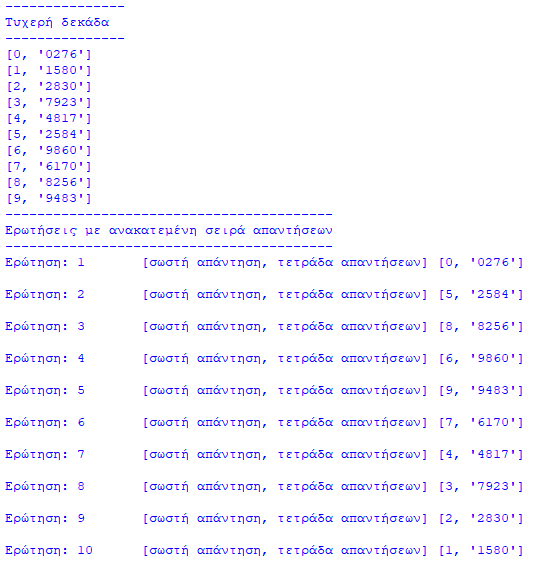 ---------------
Τυχερή δεκάδα
---------------
[0, '0276']
[1, '1580']
[2, '2830']
[3, '7923']
[4, '4817']
[5, '2584']
[6, '9860']
[7, '6170']
[8, '8256']
[9, '9483']
-----------------------------------------
Ερωτήσεις με ανακατεμένη σειρά απαντήσεων
-----------------------------------------
Ερώτηση: 1 [σωστή απάντηση, τετράδα απαντήσεων] [0, '0276']
Ερώτηση: 2 [σωστή απάντηση, τετράδα απαντήσεων] [5, '2584']
Ερώτηση: 3 [σωστή απάντηση, τετράδα απαντήσεων] [8, '8256']
Ερώτηση: 4 [σωστή απάντηση, τετράδα απαντήσεων] [6, '9860']
Ερώτηση: 5 [σωστή απάντηση, τετράδα απαντήσεων] [9, '9483']
Ερώτηση: 6 [σωστή απάντηση, τετράδα απαντήσεων] [7, '6170']
Ερώτηση: 7 [σωστή απάντηση, τετράδα απαντήσεων] [4, '4817']
Ερώτηση: 8 [σωστή απάντηση, τετράδα απαντήσεων] [3, '7923']
Ερώτηση: 9 [σωστή απάντηση, τετράδα απαντήσεων] [2, '2830']
Ερώτηση: 10 [σωστή απάντηση, τετράδα απαντήσεων] [1, '1580']